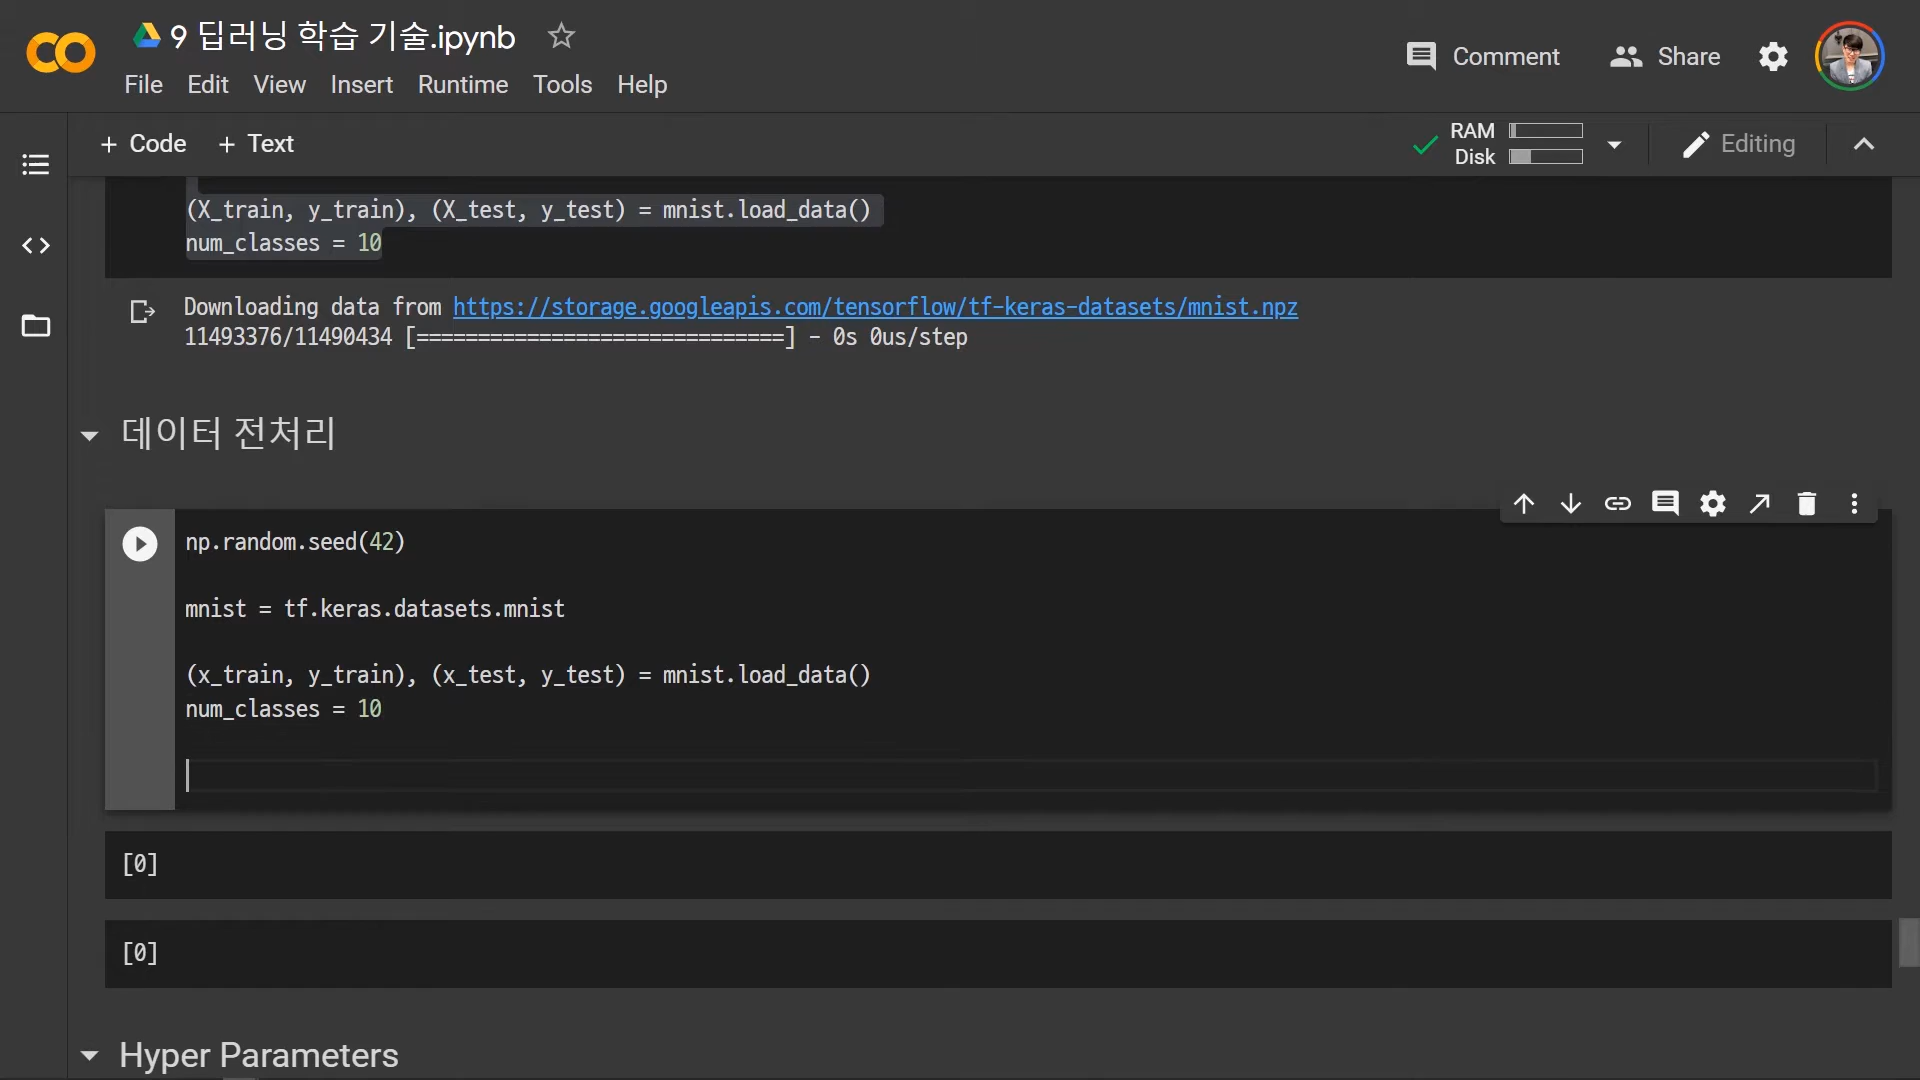 9 딥러닝 학습 기술.ipynb
File Edit View Insert Runtime Tools Help
Comment Share
+ Code + Text
RAM
Disk
Editing
(X_train, y_train), (X_test, y_test) = mnist.load_data()
num_classes = 10
Downloading data from https://storage.googleapis.com/tensorflow/tf-keras-datasets/mnist.npz
11493376/11490434 [==============================] - 0s 0us/step
데이터 전처리
np.random.seed(42)
mnist = tf.keras.datasets.mnist
(x_train, y_train), (x_test, y_test) = mnist.load_data()
num_classes = 10
[0]
[0]
Hyper Parameters